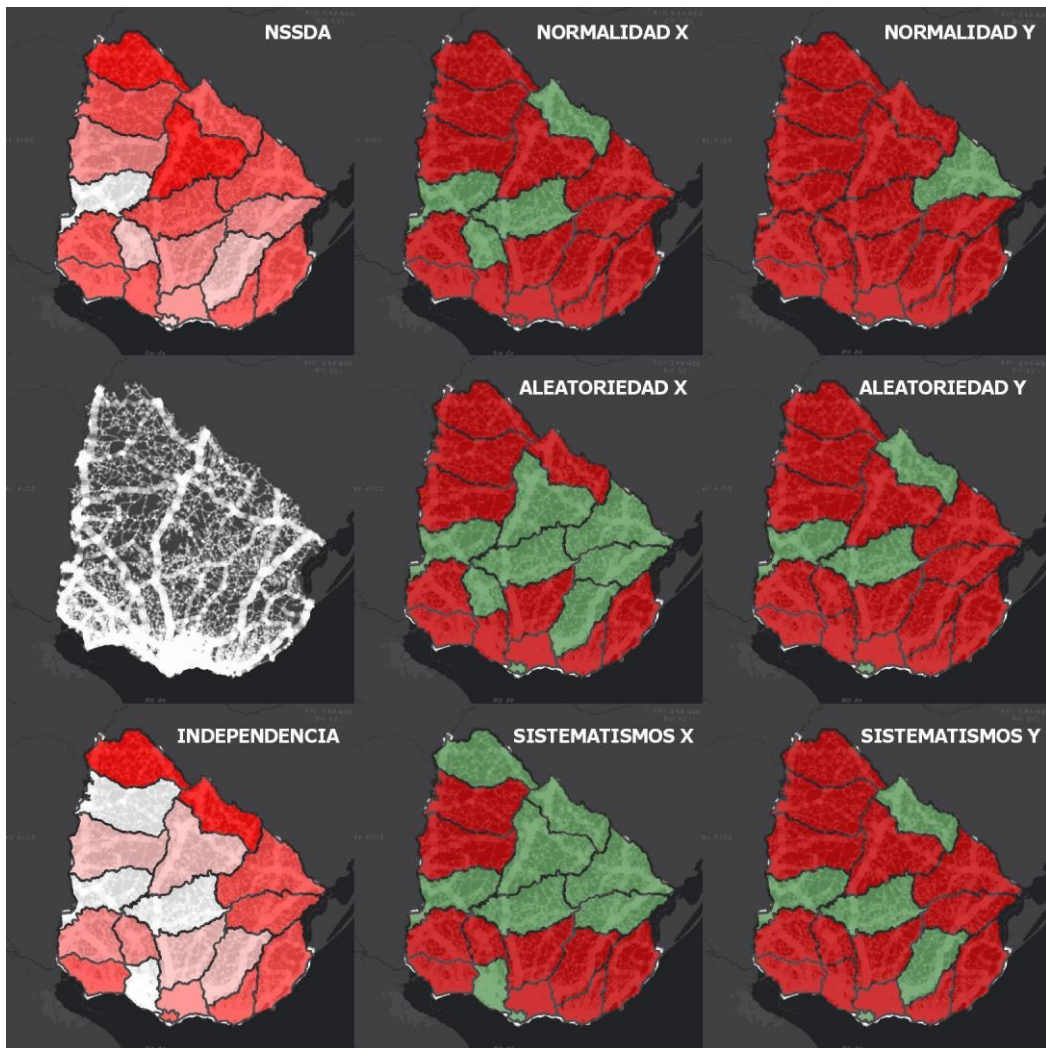 NSSDA
NORMALIDAD X
NORMALIDAD Y
ALEATORIEDAD X
ALEATORIEDAD Y
INDEPENDENCIA
SISTEMATISMOS X
SISTEMATISMOS Y